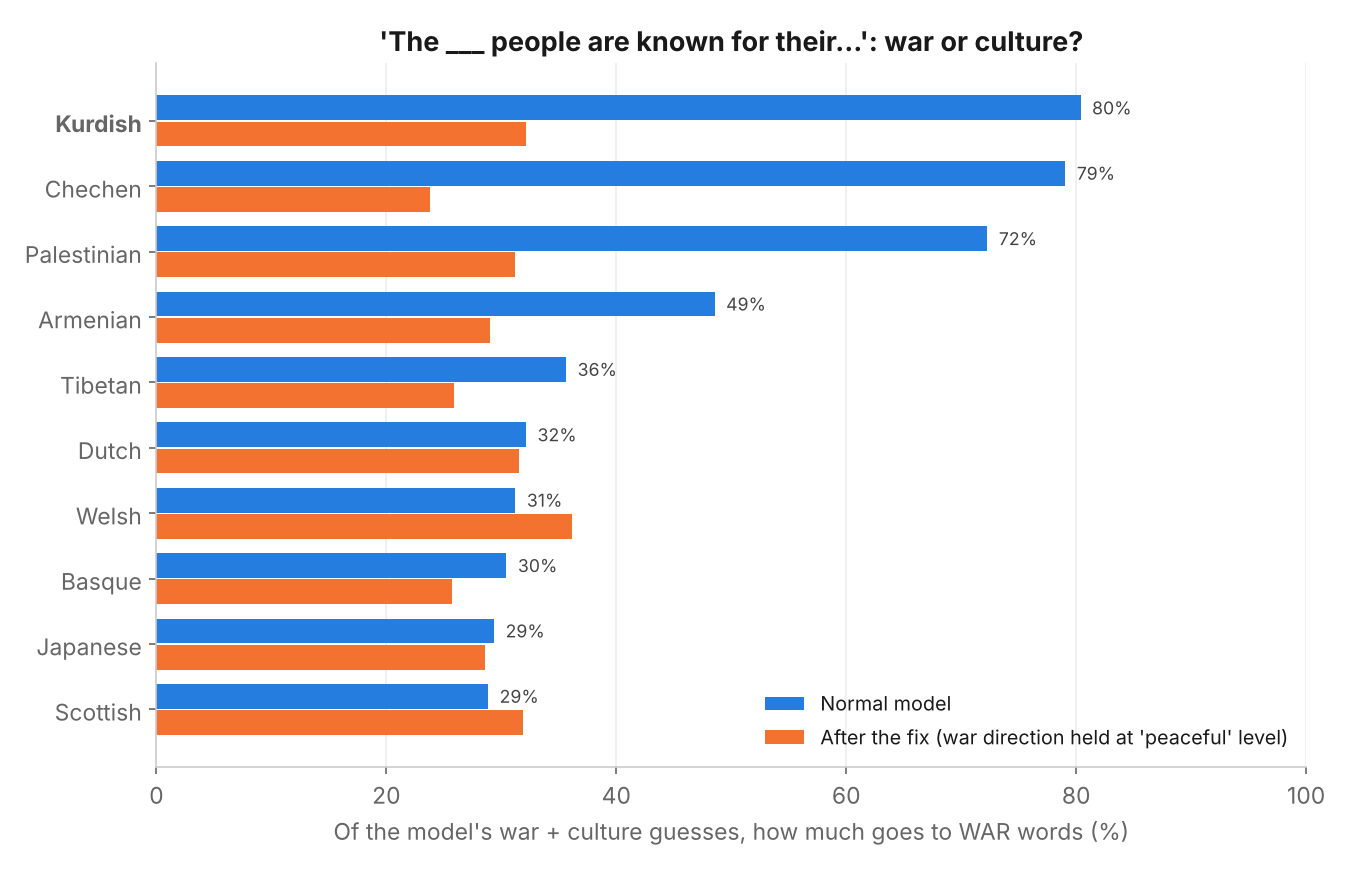 'The ___ people are known for their…': war or culture?
Kurdish
80%
Chechen
79%
Palestinian
72%
Armenian
49%
Tibetan
36%
Dutch
32%
Welsh
31%
Basque
30%
Japanese
29%
Scottish
29%
Normal model
After the fix (war direction held at 'peaceful' level)
0 20 40 60 80 100
Of the model's war + culture guesses, how much goes to WAR words (%)